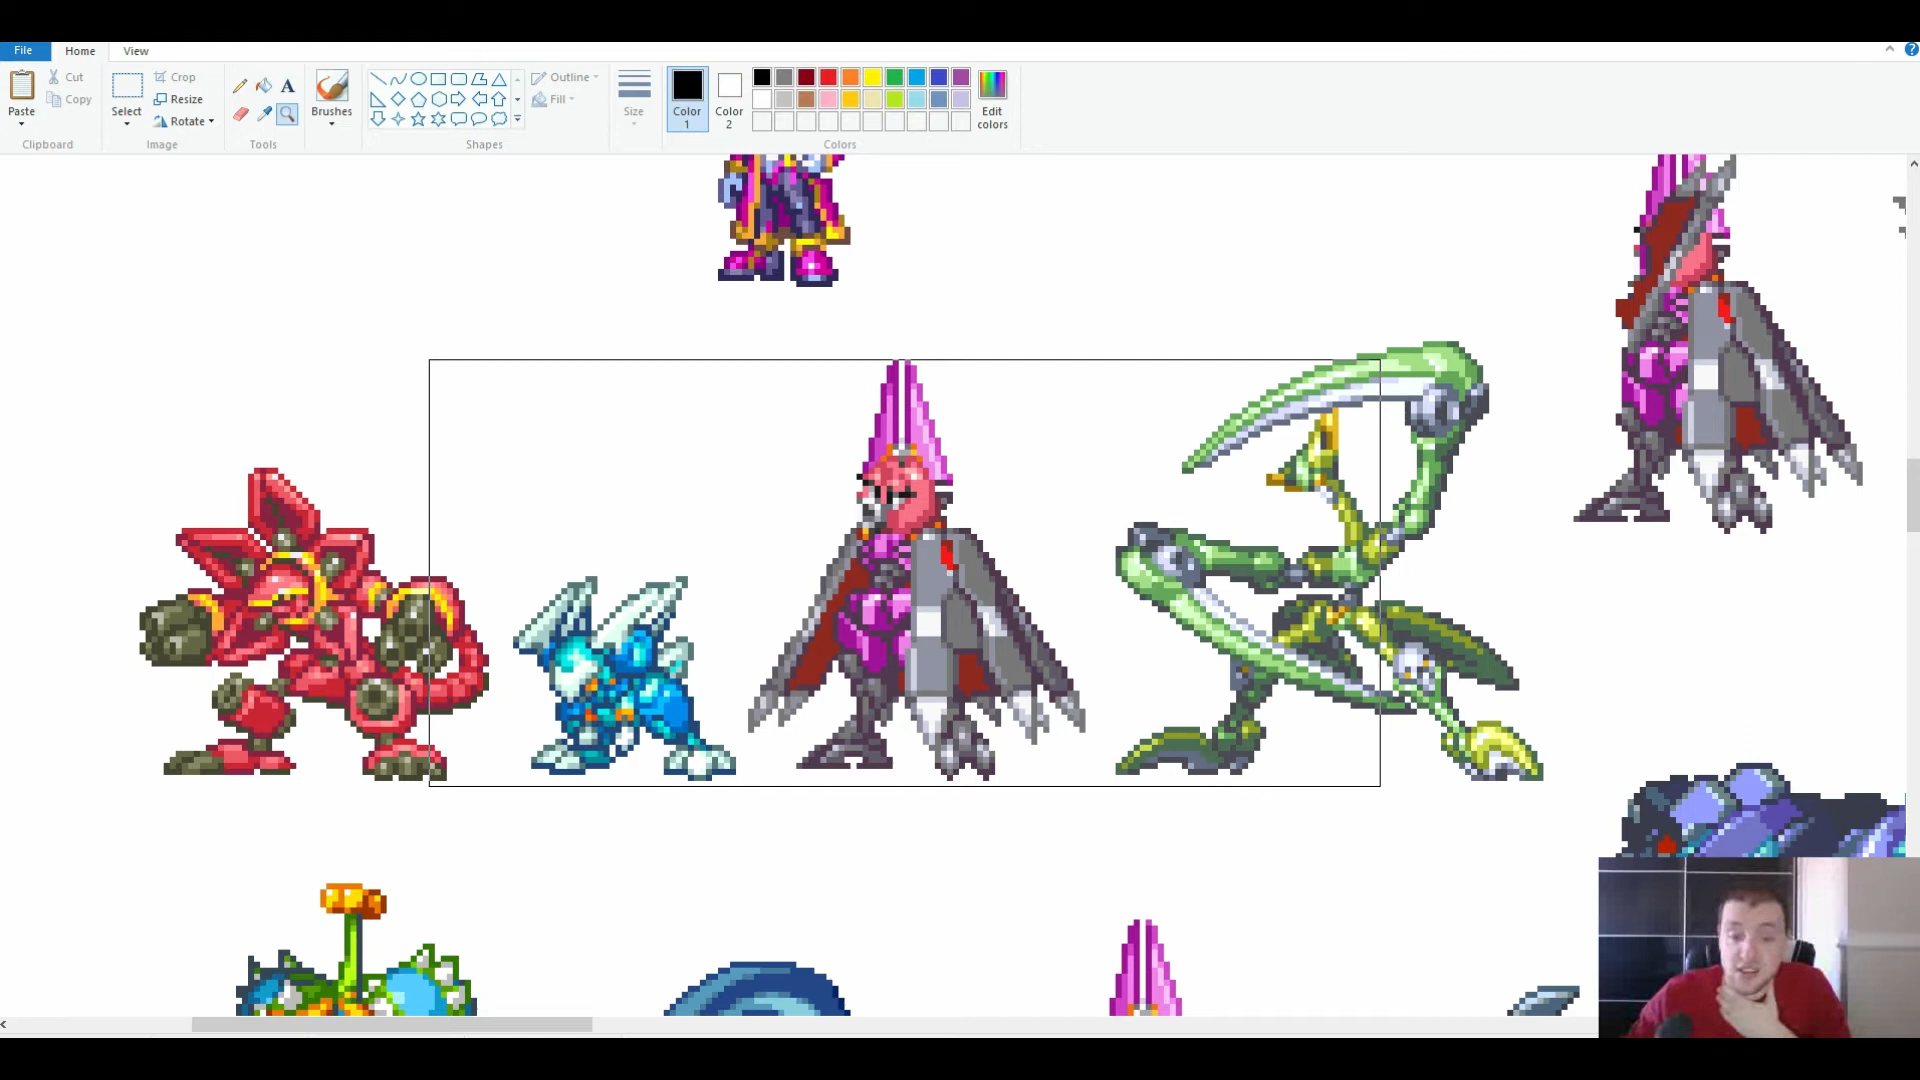 File Home View
?
Paste
Cut
Copy
Clipboard
Select
Crop
Resize
Rotate
Image
A
Tools
Brushes
Shapes
Outline
Fill
Size
Color 1
Color 2
Edit colors
Colors